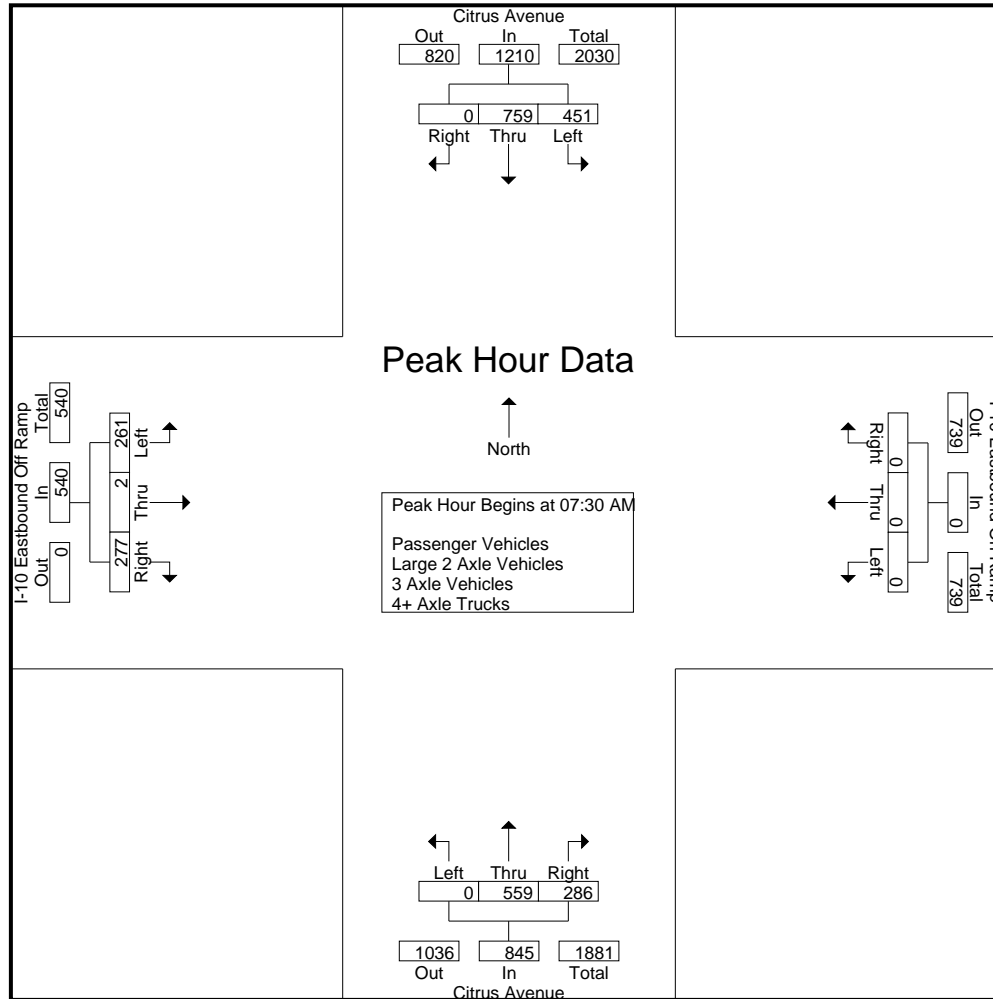 Citrus Avenue
Out In Total
820 1210 2030
0 759 451
Right Thru Left
Peak Hour Data
North
Peak Hour Begins at 07:30 AM
Passenger Vehicles
Large 2 Axle Vehicles
3 Axle Vehicles
4+ Axle Trucks
I-10 Eastbound Off Ramp
Out In Total
0 540 540
261 2 277
Left Thru Right
Out In Total
739 0 739
0 0 0
Right Thru Left
Left Thru Right
0 559 286
1036 845 1881
Out In Total
Citrus Avenue